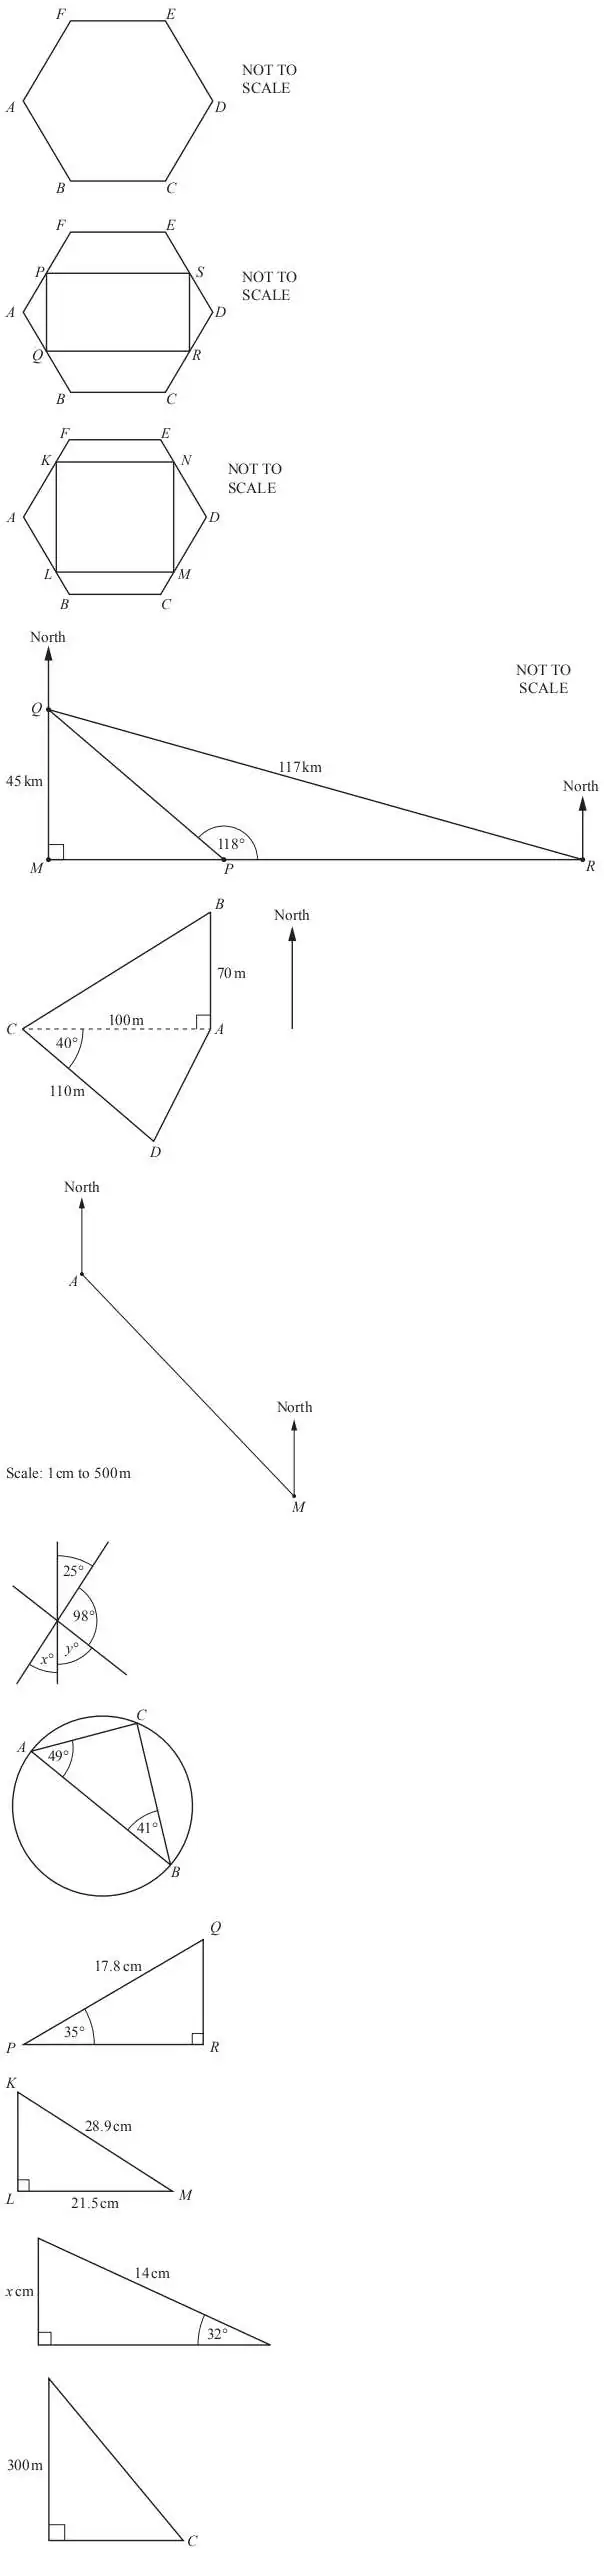 F E
NOT TO
SCALE
A D
B C
F E
P S
NOT TO
SCALE
A D
Q R
B C
F E
K N
NOT TO
SCALE
A D
L M
B C
North
NOT TO
SCALE
Q
117 km
45 km
North
118°
M P R
B
North
70 m
100 m
C A
40°
110 m
D
North
A
North
Scale: 1 cm to 500 m
M
25°
98°
x° y°
C
A
49°
41°
B
Q
17.8 cm
35°
P R
K
28.9 cm
L M
21.5 cm
14 cm
x cm
32°
300 m
C